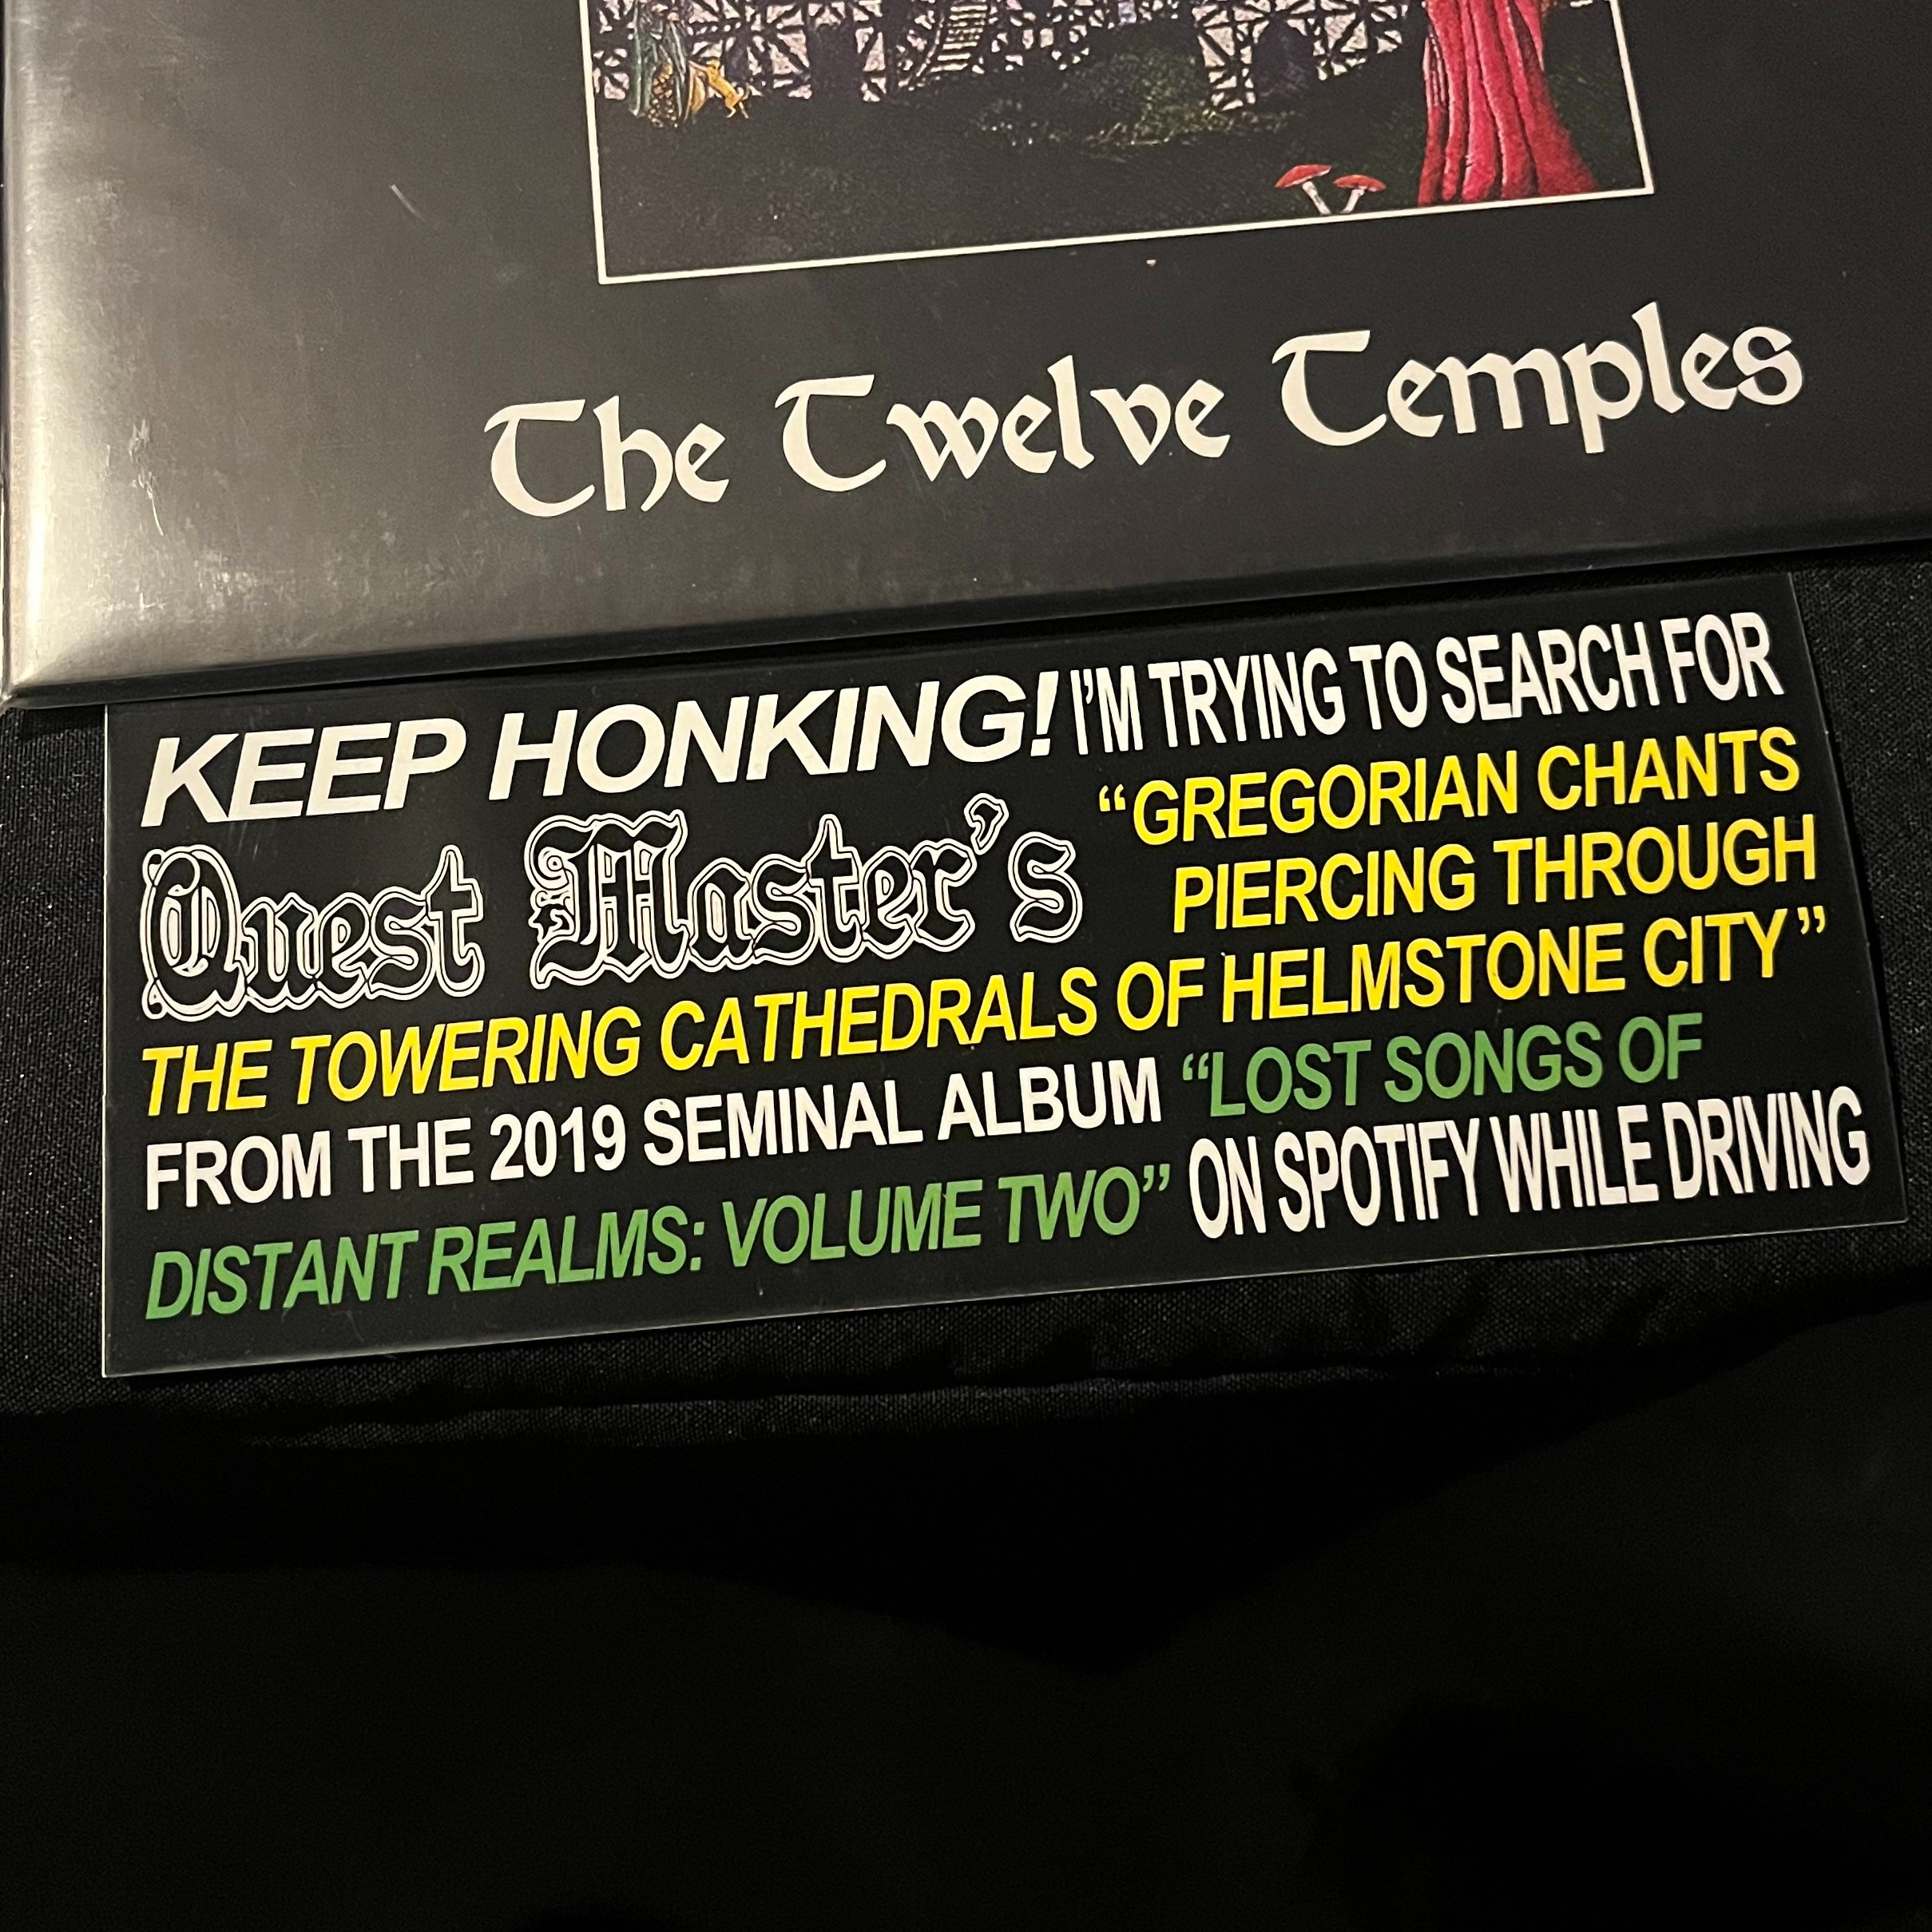 The Twelve Temples
KEEP HONKING! I'M TRYING TO SEARCH FOR
Quest Master's "GREGORIAN CHANTS
PIERCING THROUGH
THE TOWERING CATHEDRALS OF HELMSTONE CITY"
FROM THE 2019 SEMINAL ALBUM "LOST SONGS OF
DISTANT REALMS: VOLUME TWO" ON SPOTIFY WHILE DRIVING